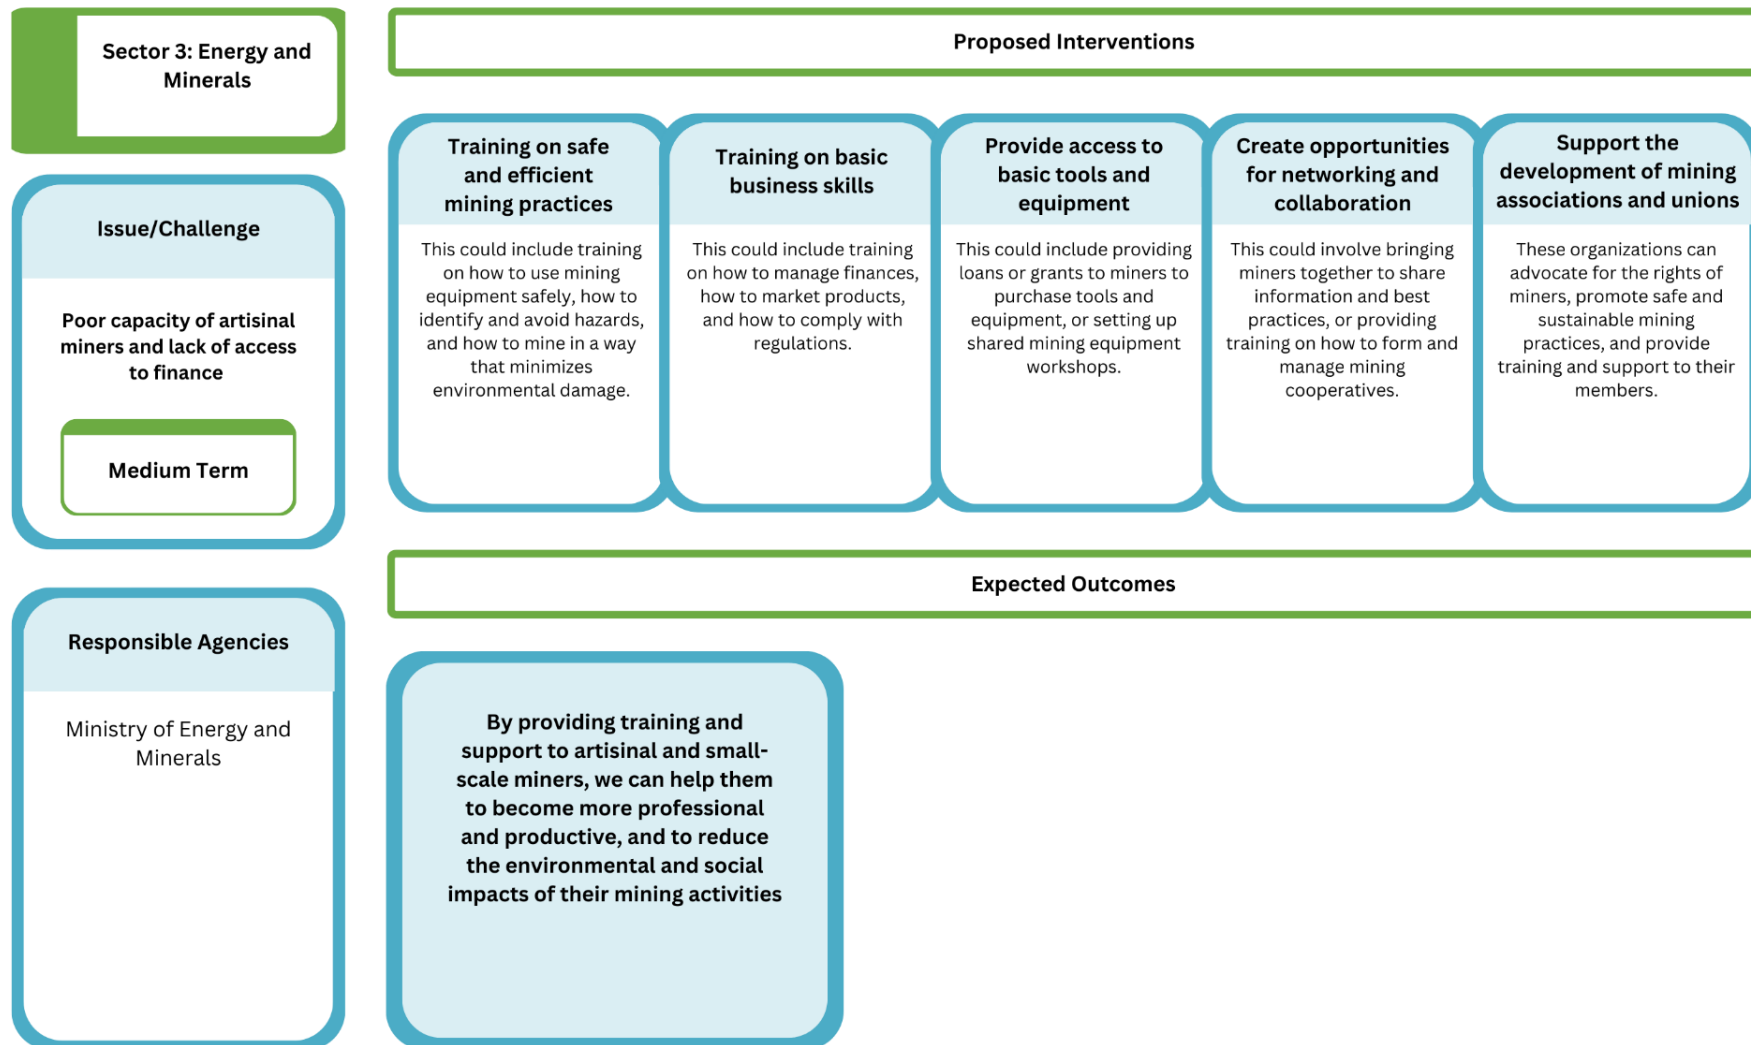 Sector 3: Energy and
Minerals
Issue/Challenge
Poor capacity of artisinal
miners and lack of access
to finance
Medium Term
Responsible Agencies
Ministry of Energy and
Minerals
Proposed Interventions
Training on safe
and efficient
mining practices
This could include training
on how to use mining
equipment safely, how to
identify and avoid hazards,
and how to mine in a way
that minimizes
environmental damage.
Training on basic
business skills
This could include training
on how to manage finances,
how to market products,
and how to comply with
regulations.
Provide access to
basic tools and
equipment
This could include providing
loans or grants to miners to
purchase tools and
equipment, or setting up
shared mining equipment
workshops.
Create opportunities
for networking and
collaboration
This could involve bringing
miners together to share
information and best
practices, or providing
training on how to form and
manage mining
cooperatives.
Support the
development of mining
associations and unions
These organizations can
advocate for the rights of
miners, promote safe and
sustainable mining
practices, and provide
training and support to their
members.
Expected Outcomes
By providing training and
support to artisinal and small-
scale miners, we can help them
to become more professional
and productive, and to reduce
the environmental and social
impacts of their mining activities